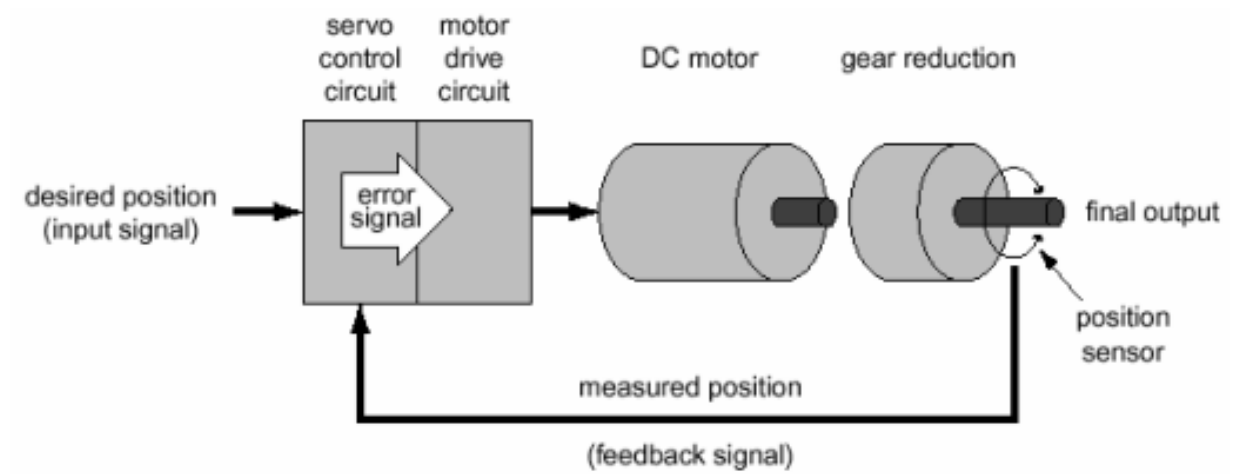 servo
control
circuit
motor
drive
circuit
DC motor
gear reduction
desired position
(input signal)
error
signal
final output
position
sensor
measured position
(feedback signal)